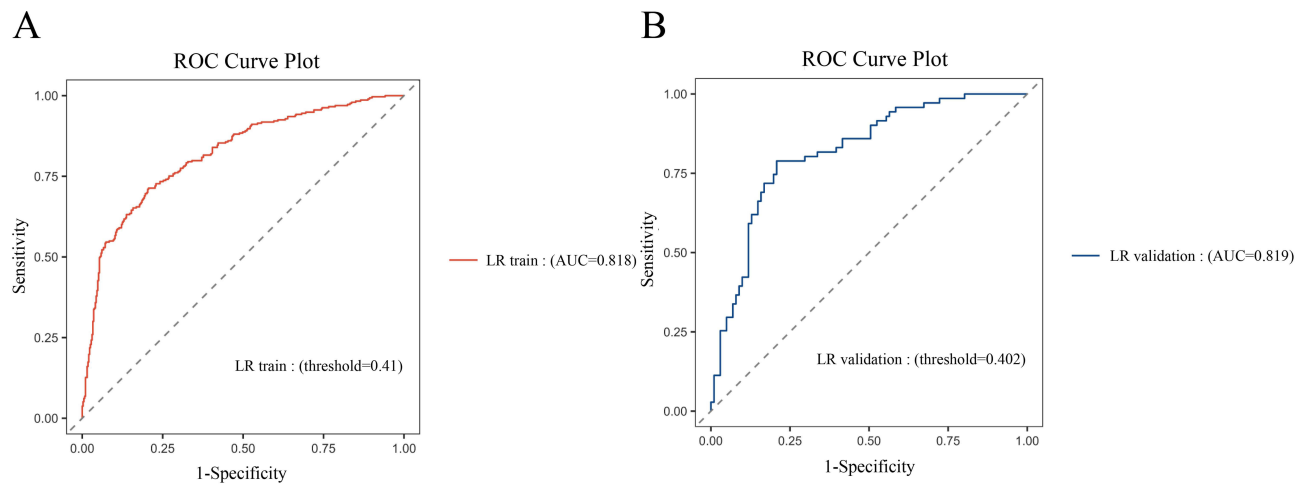 A
ROC Curve Plot
1.00
0.75
0.50
0.25
0.00
Sensitivity
0.00 0.25 0.50 0.75 1.00
1-Specificity
LR train : (threshold=0.41)
LR train : (AUC=0.818)
B
ROC Curve Plot
1.00
0.75
0.50
0.25
0.00
Sensitivity
0.00 0.25 0.50 0.75 1.00
1-Specificity
LR validation : (threshold=0.402)
LR validation : (AUC=0.819)